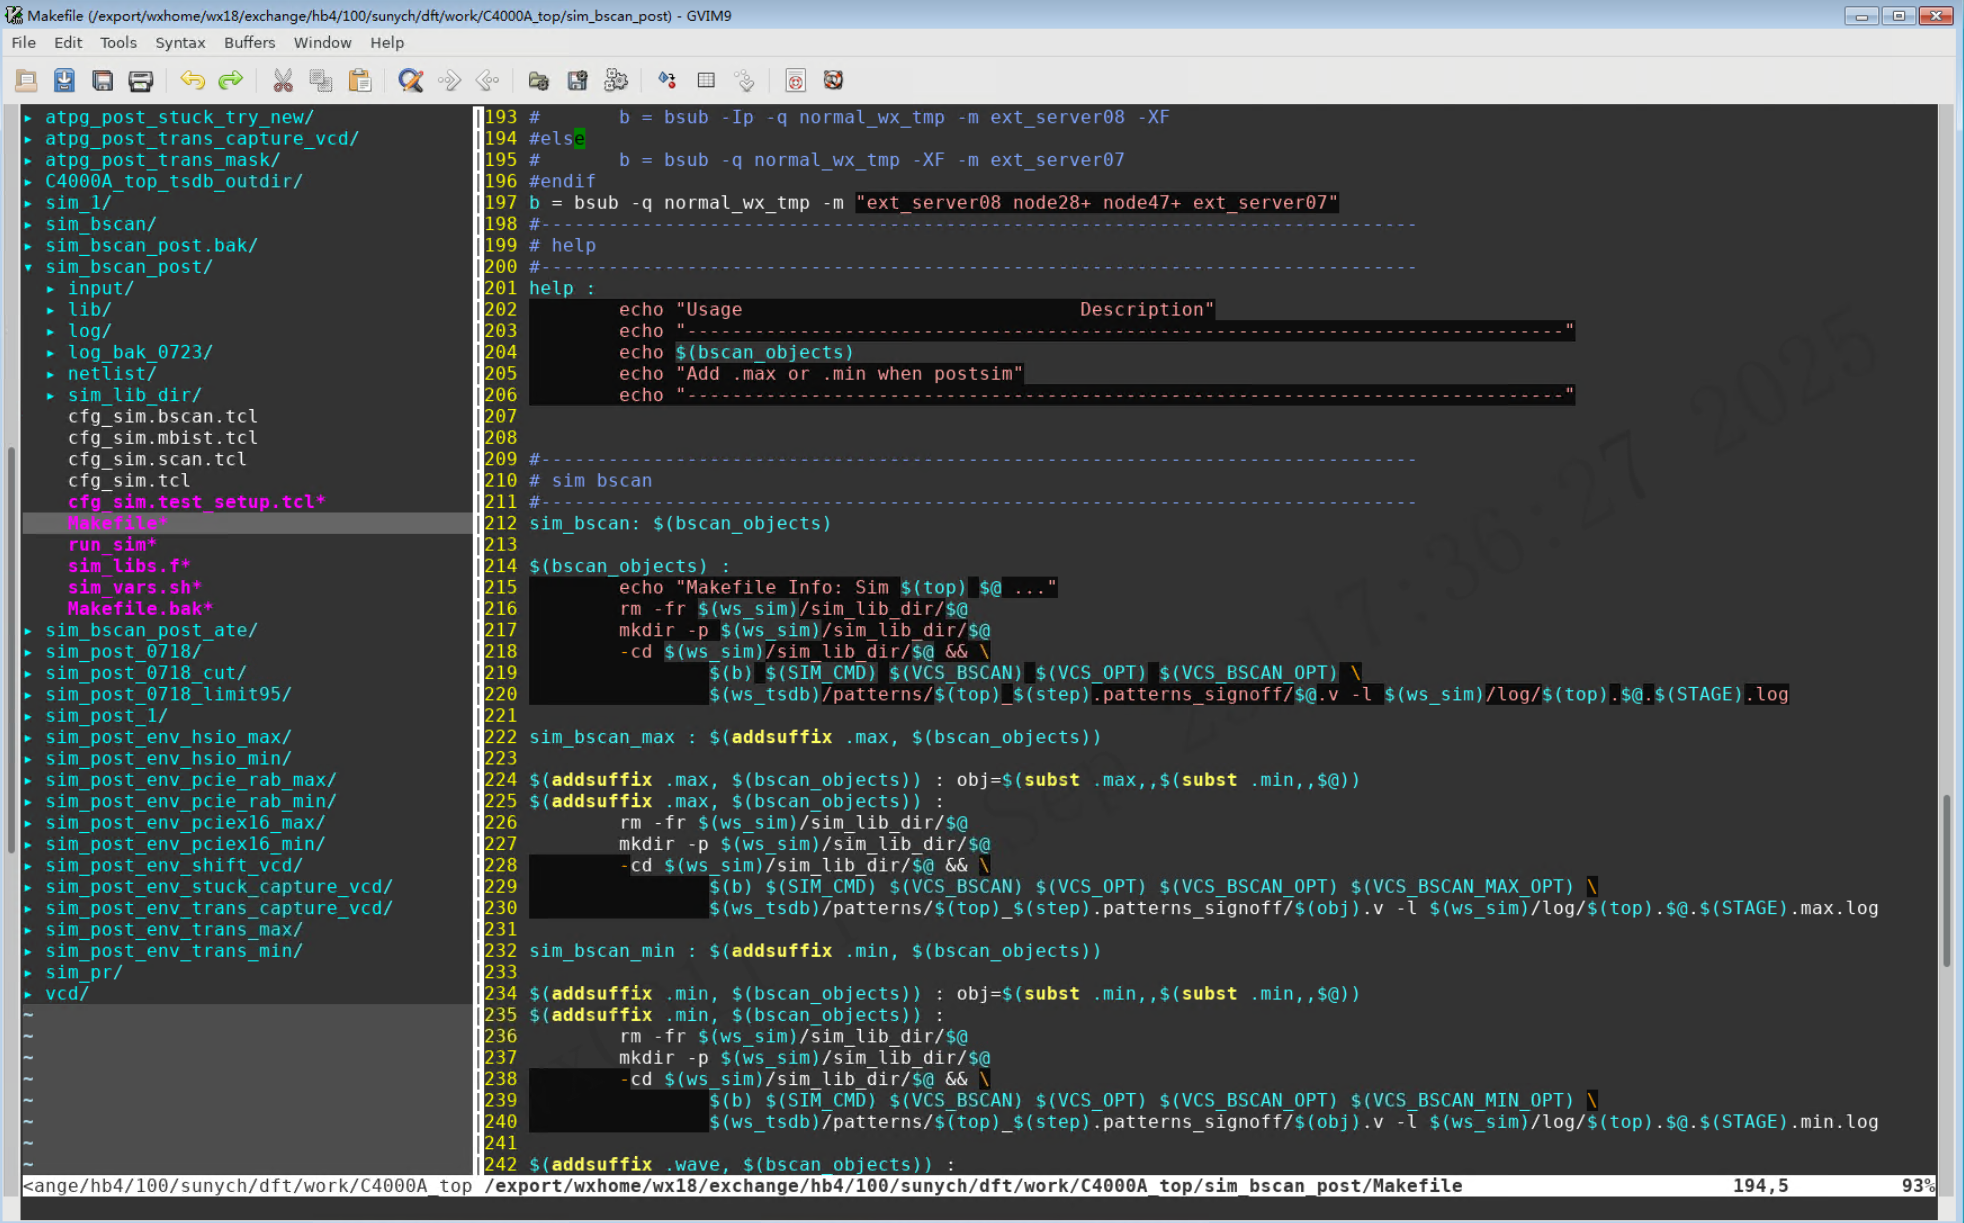 Makefile (/export/wxhome/wx18/exchange/hb4/100/sunych/dft/work/C4000A_top/sim_bscan_post) - GVIM9
File Edit Tools Syntax Buffers Window Help
▸ atpg_post_stuck_try_new/
▸ atpg_post_trans_capture_vcd/
▸ atpg_post_trans_mask/
▸ C4000A_top_tsdb_outdir/
▸ sim_1/
▸ sim_bscan/
▸ sim_bscan_post.bak/
▾ sim_bscan_post/
▸ input/
▸ lib/
▸ log/
▸ log_bak_0723/
▸ netlist/
▸ sim_lib_dir/
cfg_sim.bscan.tcl
cfg_sim.mbist.tcl
cfg_sim.scan.tcl
cfg_sim.tcl
cfg_sim.test_setup.tcl*
Makefile*
run_sim*
sim_libs.f*
sim_vars.sh*
Makefile.bak*
▸ sim_bscan_post_ate/
▸ sim_post_0718/
▸ sim_post_0718_cut/
▸ sim_post_0718_limit95/
▸ sim_post_1/
▸ sim_post_env_hsio_max/
▸ sim_post_env_hsio_min/
▸ sim_post_env_pcie_rab_max/
▸ sim_post_env_pcie_rab_min/
▸ sim_post_env_pciex16_max/
▸ sim_post_env_pciex16_min/
▸ sim_post_env_shift_vcd/
▸ sim_post_env_stuck_capture_vcd/
▸ sim_post_env_trans_capture_vcd/
▸ sim_post_env_trans_max/
▸ sim_post_env_trans_min/
▸ sim_pr/
▸ vcd/
~
~
~
~
~
~
~
~
193 #       b = bsub -Ip -q normal_wx_tmp -m ext_server08 -XF
194 #else
195 #       b = bsub -q normal_wx_tmp -XF -m ext_server07
196 #endif
197 b = bsub -q normal_wx_tmp -m "ext_server08 node28+ node47+ ext_server07"
198 #------------------------------------------------------------------------------
199 # help
200 #------------------------------------------------------------------------------
201 help :
202         echo "Usage                              Description"
203         echo "------------------------------------------------------------------------------"
204         echo $(bscan_objects)
205         echo "Add .max or .min when postsim"
206         echo "------------------------------------------------------------------------------"
207
208
209 #------------------------------------------------------------------------------
210 # sim bscan
211 #------------------------------------------------------------------------------
212 sim_bscan: $(bscan_objects)
213
214 $(bscan_objects) :
215         echo "Makefile Info: Sim $(top) $@ ..."
216         rm -fr $(ws_sim)/sim_lib_dir/$@
217         mkdir -p $(ws_sim)/sim_lib_dir/$@
218         -cd $(ws_sim)/sim_lib_dir/$@ && \
219                 $(b) $(SIM_CMD) $(VCS_BSCAN) $(VCS_OPT) $(VCS_BSCAN_OPT) \
220                 $(ws_tsdb)/patterns/$(top)_$(step).patterns_signoff/$@.v -l $(ws_sim)/log/$(top).$@.$(STAGE).log
221
222 sim_bscan_max : $(addsuffix .max, $(bscan_objects))
223
224 $(addsuffix .max, $(bscan_objects)) : obj=$(subst .max,,$(subst .min,,$@))
225 $(addsuffix .max, $(bscan_objects)) :
226         rm -fr $(ws_sim)/sim_lib_dir/$@
227         mkdir -p $(ws_sim)/sim_lib_dir/$@
228         -cd $(ws_sim)/sim_lib_dir/$@ && \
229                 $(b) $(SIM_CMD) $(VCS_BSCAN) $(VCS_OPT) $(VCS_BSCAN_OPT) $(VCS_BSCAN_MAX_OPT) \
230                 $(ws_tsdb)/patterns/$(top)_$(step).patterns_signoff/$(obj).v -l $(ws_sim)/log/$(top).$@.$(STAGE).max.log
231
232 sim_bscan_min : $(addsuffix .min, $(bscan_objects))
233
234 $(addsuffix .min, $(bscan_objects)) : obj=$(subst .min,,$(subst .min,,$@))
235 $(addsuffix .min, $(bscan_objects)) :
236         rm -fr $(ws_sim)/sim_lib_dir/$@
237         mkdir -p $(ws_sim)/sim_lib_dir/$@
238         -cd $(ws_sim)/sim_lib_dir/$@ && \
239                 $(b) $(SIM_CMD) $(VCS_BSCAN) $(VCS_OPT) $(VCS_BSCAN_OPT) $(VCS_BSCAN_MIN_OPT) \
240                 $(ws_tsdb)/patterns/$(top)_$(step).patterns_signoff/$(obj).v -l $(ws_sim)/log/$(top).$@.$(STAGE).min.log
241
242 $(addsuffix .wave, $(bscan_objects)) :
<ange/hb4/100/sunych/dft/work/C4000A_top /export/wxhome/wx18/exchange/hb4/100/sunych/dft/work/C4000A_top/sim_bscan_post/Makefile 194,5 93%